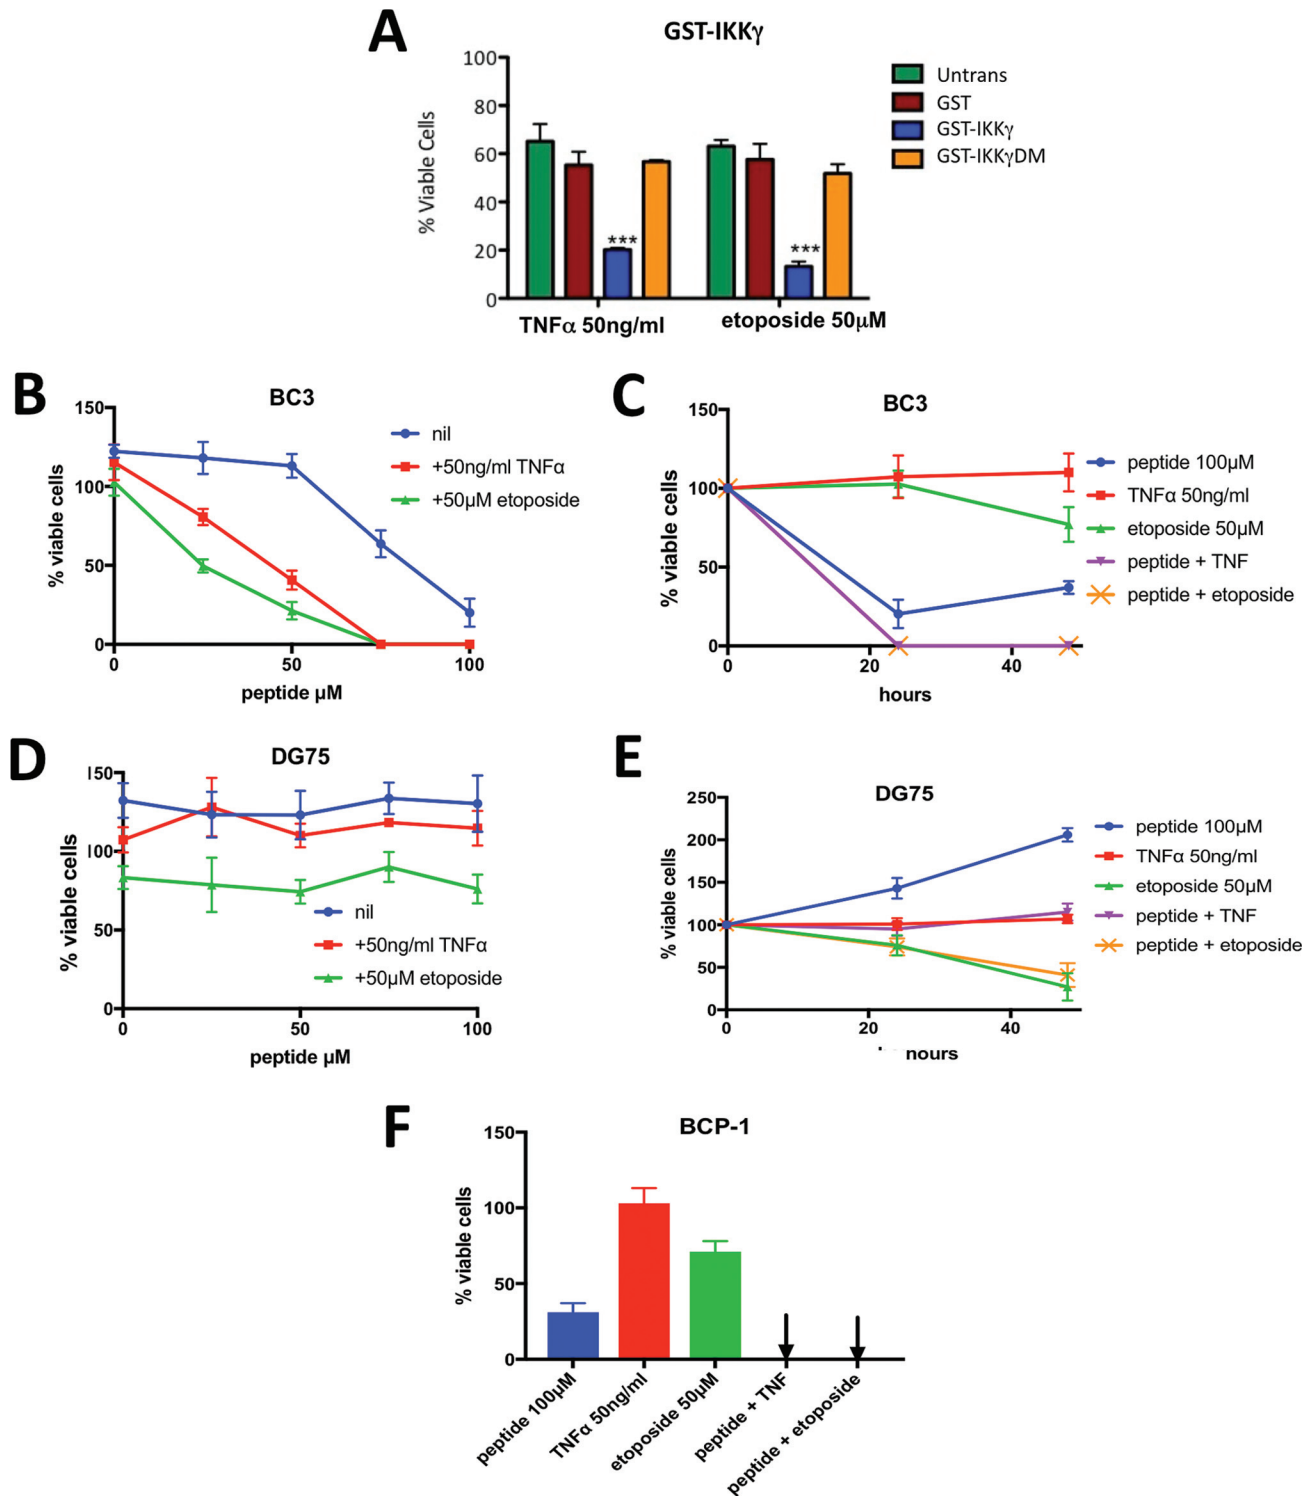 A
GST-IKKγ
100
80
60
40
20
0
% Viable Cells
Untrans
GST
GST-IKKγ
GST-IKKγDM
***
***
TNFα 50ng/ml
etoposide 50μM
B
BC3
150
100
50
0
% viable cells
nil
+50ng/ml TNFα
+50μM etoposide
0
50
100
peptide μM
C
BC3
150
100
50
0
% viable cells
peptide 100μM
TNFα 50ng/ml
etoposide 50μM
peptide + TNF
peptide + etoposide
0
20
40
hours
D
DG75
150
100
50
0
% viable cells
nil
+50ng/ml TNFα
+50μM etoposide
0
50
100
peptide μM
E
DG75
250
200
150
100
50
0
% viable cells
peptide 100μM
TNFα 50ng/ml
etoposide 50μM
peptide + TNF
peptide + etoposide
0
20
40
hours
F
BCP-1
150
100
50
0
% viable cells
peptide 100μM
TNFα 50ng/ml
etoposide 50μM
peptide + TNF
peptide + etoposide